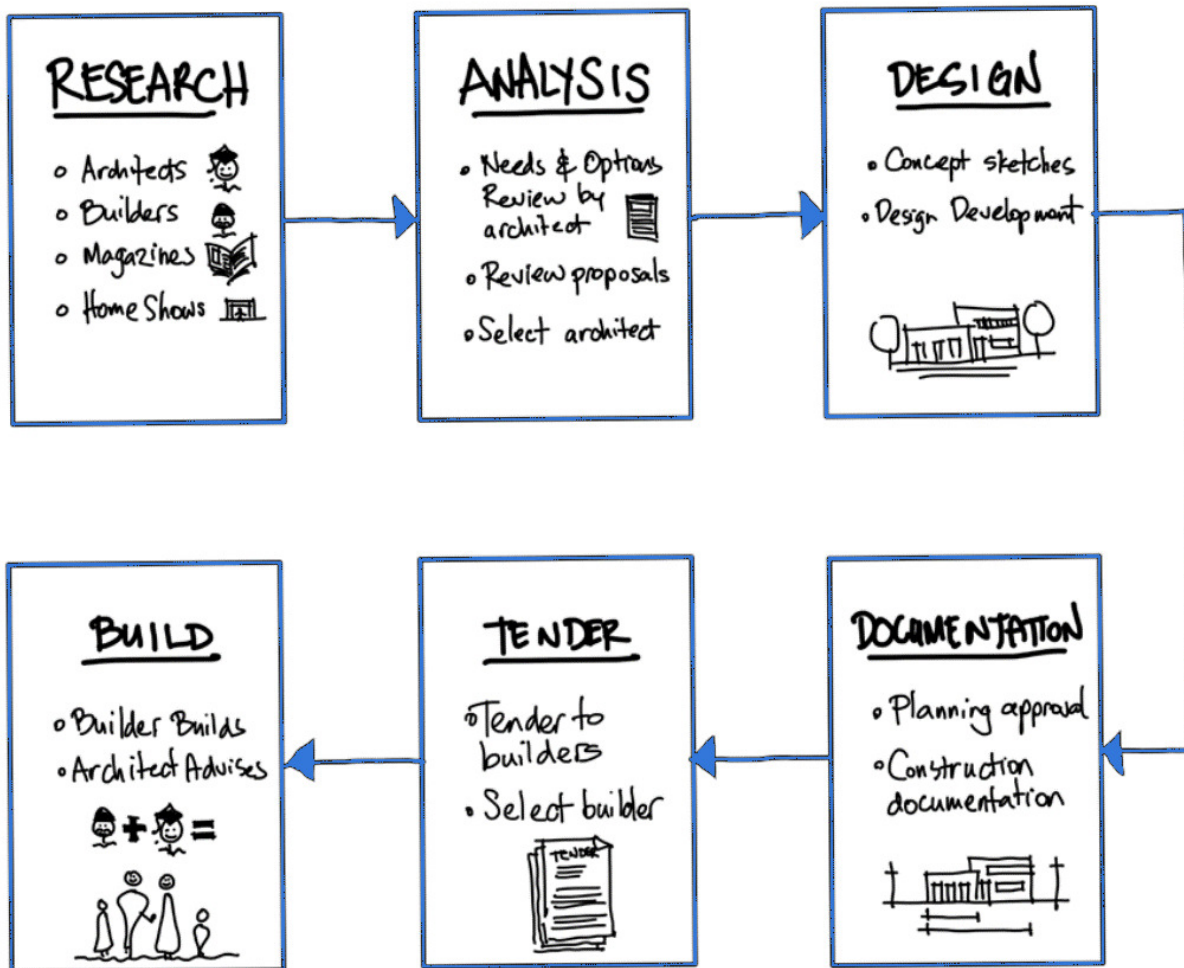 RESEARCH
Architects
Builders
Magazines
Home Shows
ANALYSIS
Needs & Options
Review by
architect
Review proposals
Select architect
DESIGN
Concept sketches
Design Development
DOCUMENTATION
Planning approval
Construction
documentation
TENDER
Tender to
builders
Select builder
TENDER
BUILD
Builder Builds
Architect Advises
+ =